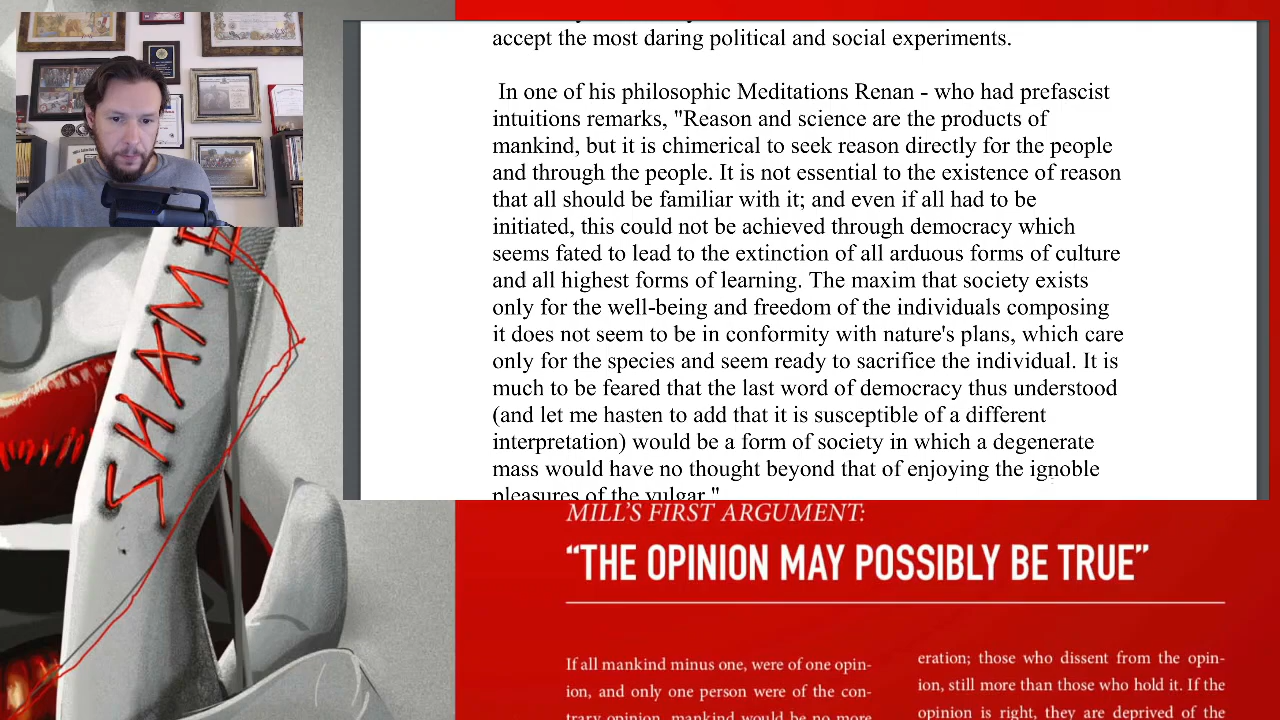 accept the most daring political and social experiments.
In one of his philosophic Meditations Renan - who had prefascist
intuitions remarks, "Reason and science are the products of
mankind, but it is chimerical to seek reason directly for the people
and through the people. It is not essential to the existence of reason
that all should be familiar with it; and even if all had to be
initiated, this could not be achieved through democracy which
seems fated to lead to the extinction of all arduous forms of culture
and all highest forms of learning. The maxim that society exists
only for the well-being and freedom of the individuals composing
it does not seem to be in conformity with nature's plans, which care
only for the species and seem ready to sacrifice the individual. It is
much to be feared that the last word of democracy thus understood
(and let me hasten to add that it is susceptible of a different
interpretation) would be a form of society in which a degenerate
mass would have no thought beyond that of enjoying the ignoble
pleasures of the vulgar."
SHAME
MILL'S FIRST ARGUMENT:
“THE OPINION MAY POSSIBLY BE TRUE”
If all mankind minus one, were of one opin-
ion, and only one person were of the con-
trary opinion, mankind would be no more
eration; those who dissent from the opin-
ion, still more than those who hold it. If the
opinion is right, they are deprived of the